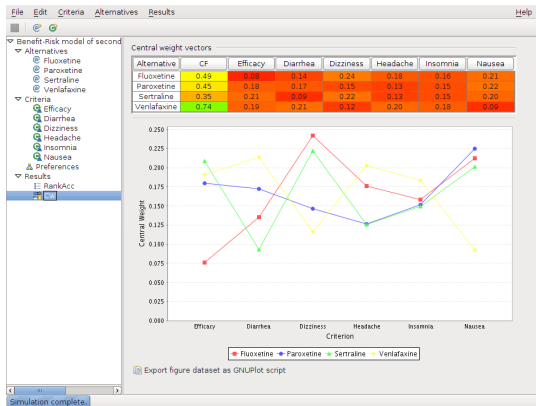 File Edit Criteria Alternatives Results Help
Benefit-Risk model of second
Alternatives
Fluoxetine
Paroxetine
Sertraline
Venlafaxine
Criteria
Efficacy
Diarrhea
Dizziness
Headache
Insomnia
Nausea
Preferences
Results
RankAcc
CW
Central weight vectors
Alternative CF Efficacy Diarrhea Dizziness Headache Insomnia Nausea
Fluoxetine 0.49 0.08 0.14 0.24 0.18 0.16 0.21
Paroxetine 0.45 0.18 0.17 0.15 0.13 0.15 0.22
Sertraline 0.35 0.21 0.09 0.22 0.13 0.15 0.20
Venlafaxine 0.74 0.19 0.21 0.12 0.20 0.18 0.09
0.250
0.225
0.200
0.175
0.150
0.125
0.100
0.075
0.050
0.025
0.000
Central Weight
Efficacy Diarrhea Dizziness Headache Insomnia Nausea
Criterion
Fluoxetine Paroxetine Sertraline Venlafaxine
Export figure dataset as GNUPlot script
Simulation complete.